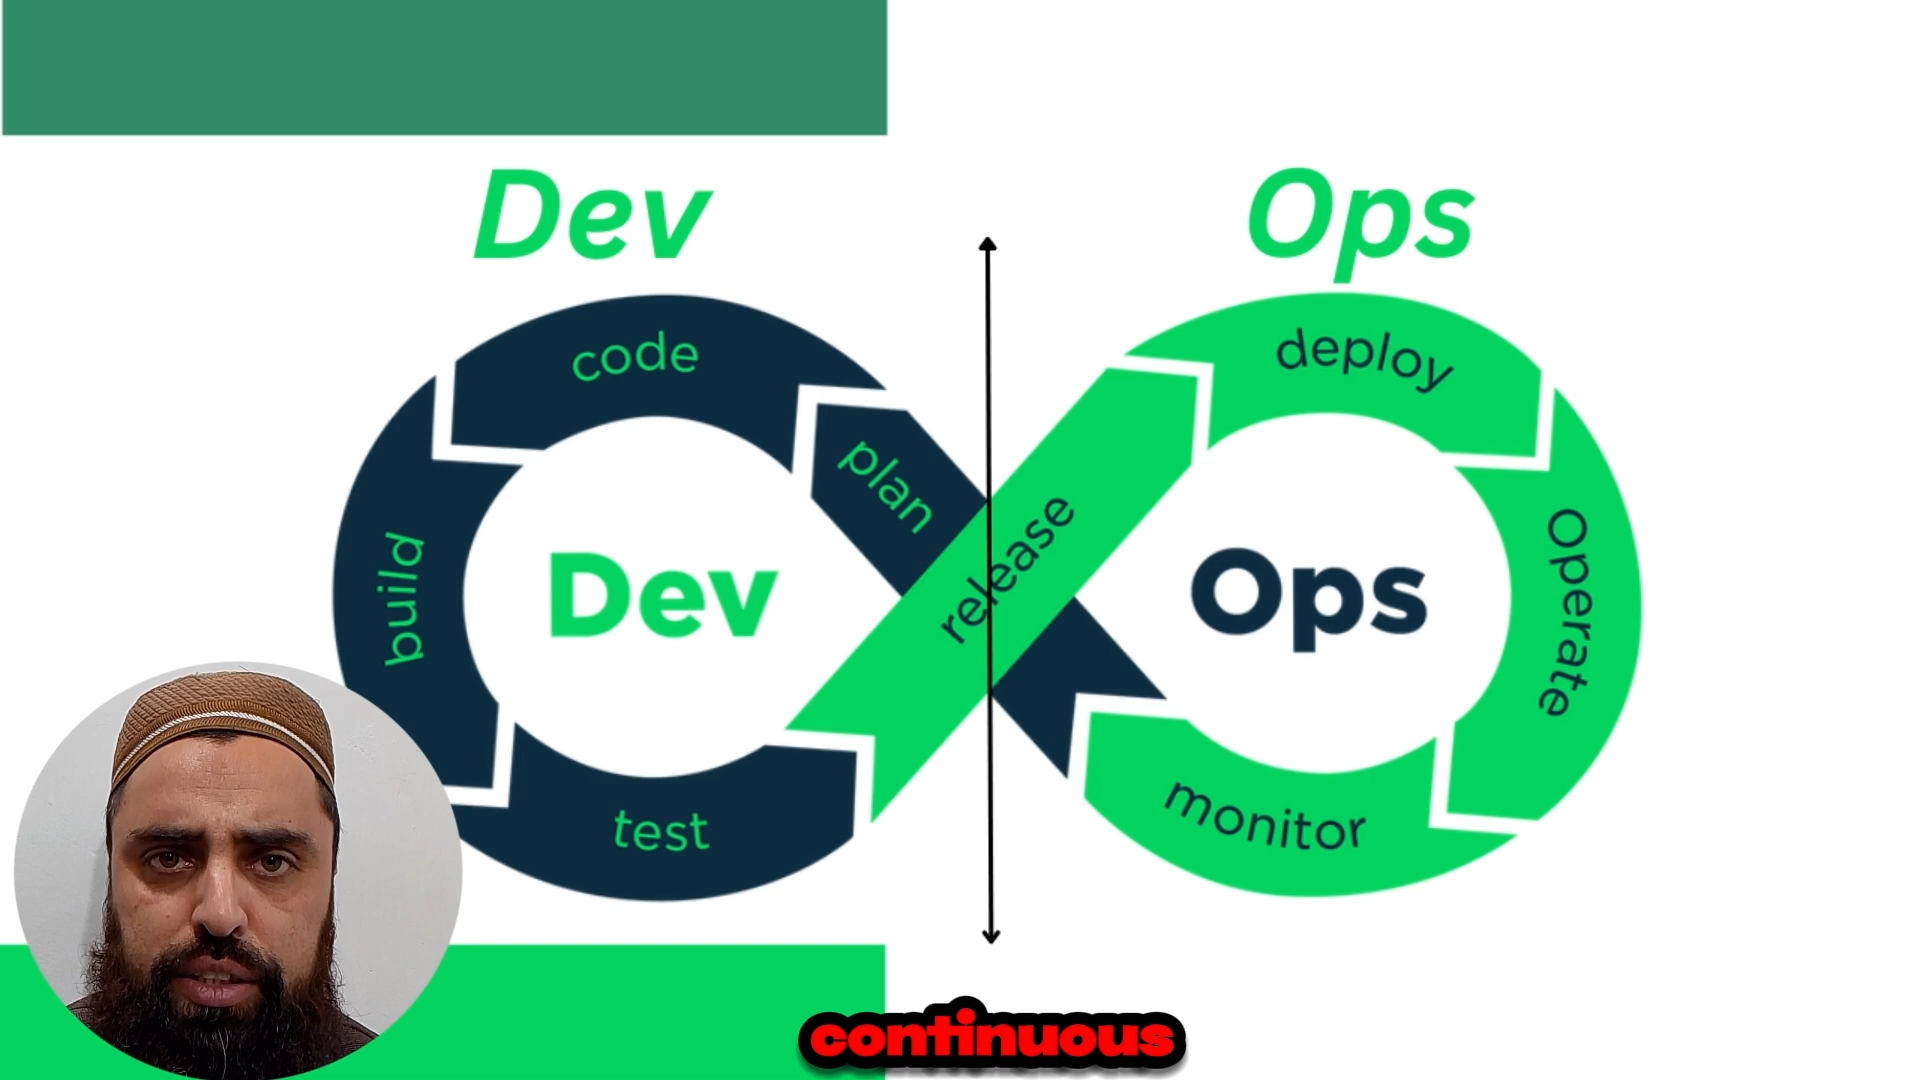 Dev
Ops
code
deploy
plan
release
build
Dev
Ops
Operate
test
monitor
continuous